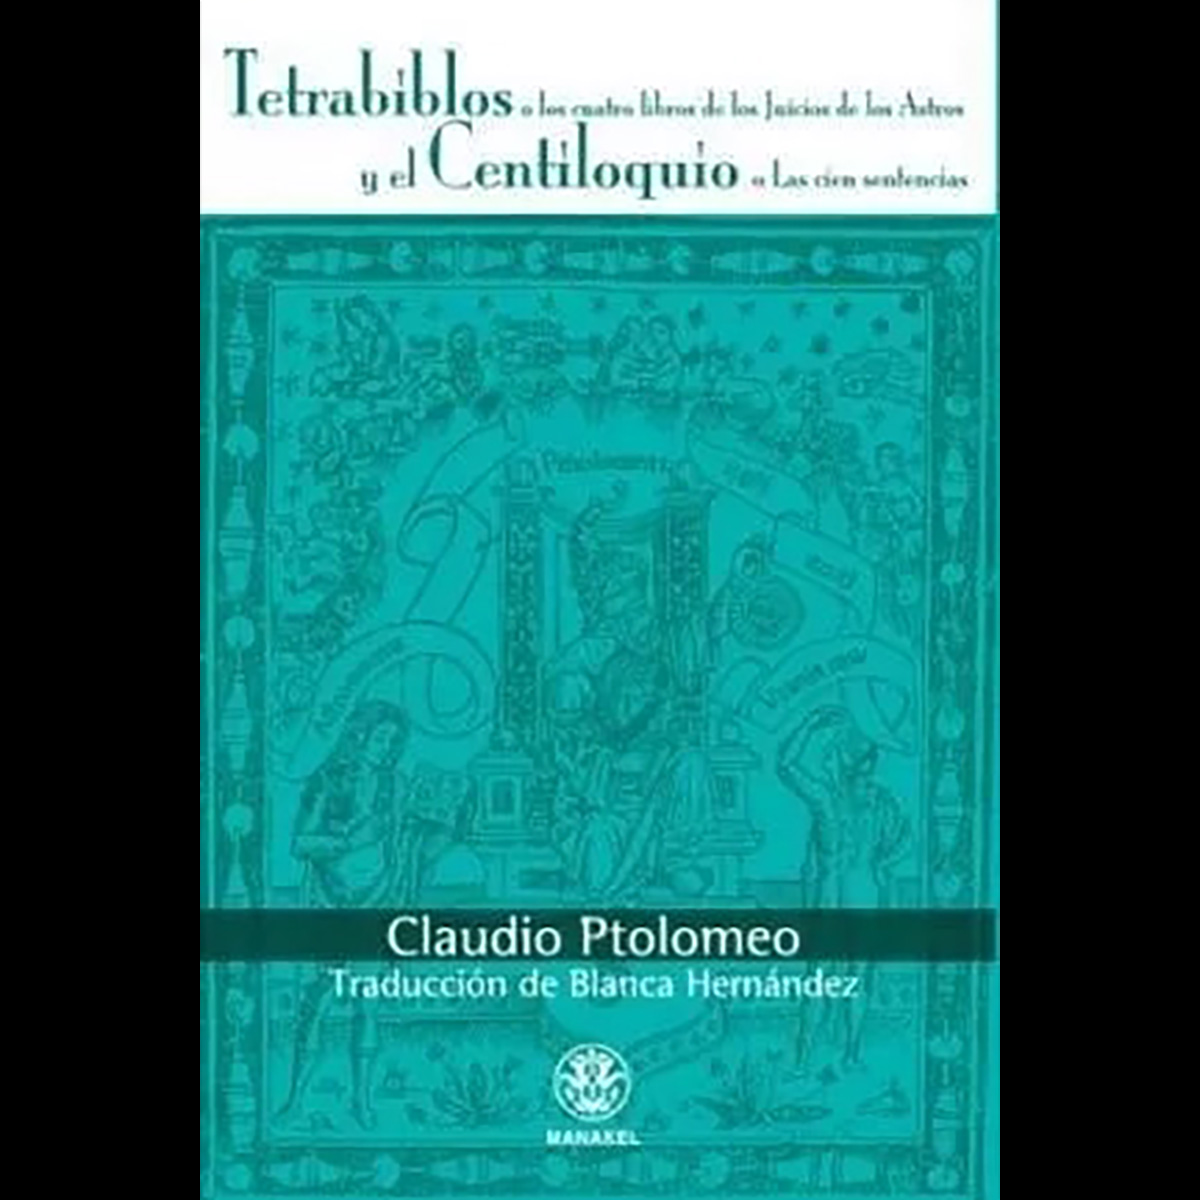 Tetrabiblos o los cuatro libros de los Juicios de los Astros
y el Centiloquio o Las cien sentencias
Claudio Ptolomeo
Traducción de Blanca Hernández
MANAKEL